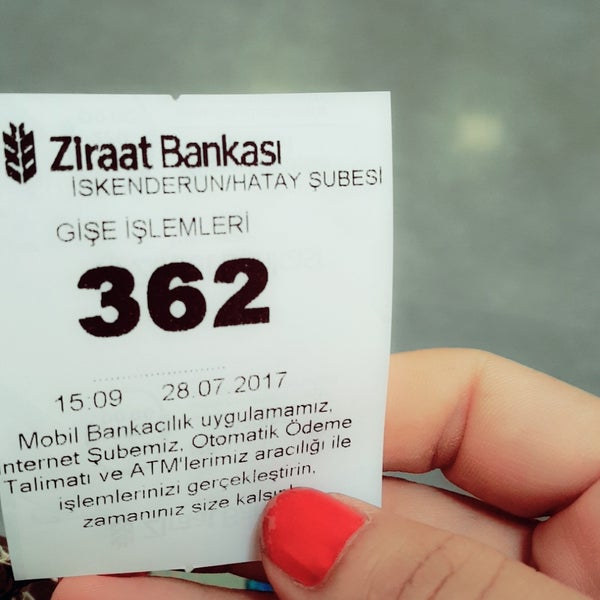 Ziraat Bankası
İSKENDERUN/HATAY ŞUBESİ
GİŞE İŞLEMLERİ
362
15:09 28.07.2017
Mobil Bankacılık uygulamamız,
İnternet Şubemiz, Otomatik Ödeme
Talimatı ve ATM'lerimiz aracılığı ile
işlemlerinizi gerçekleştirin,
zamanınız size